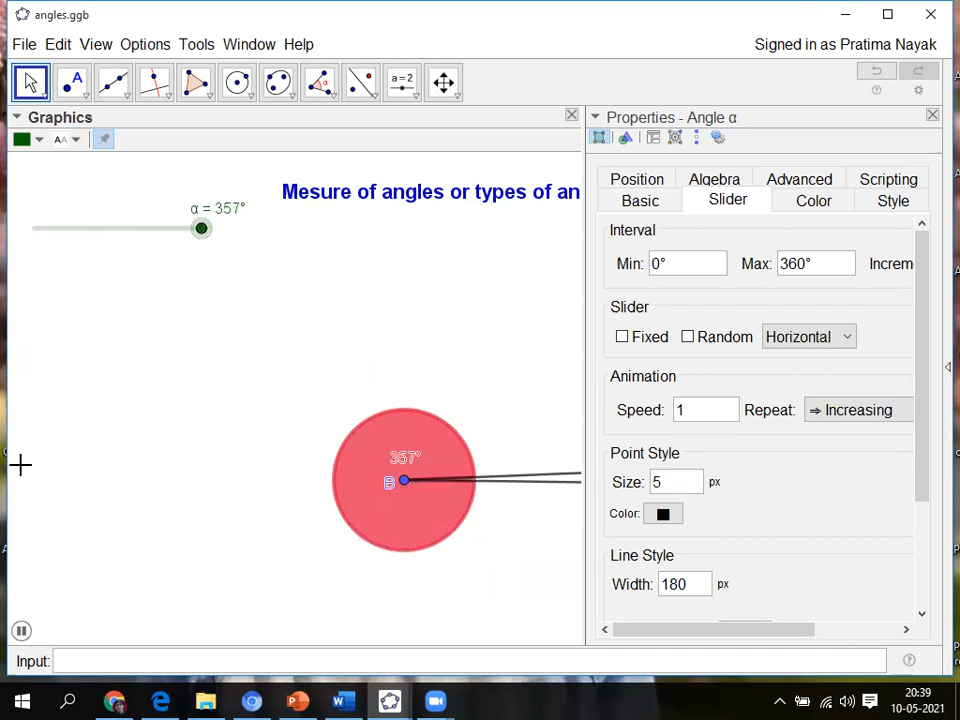 angles.ggb
File Edit View Options Tools Window Help
Signed in as Pratima Nayak
A
α
a=2
Graphics
AA
α = 357°
Mesure of angles or types of an
357°
B
Properties - Angle α
Position Algebra Advanced Scripting
Basic Slider Color Style
Interval
Min: 0° Max: 360° Increm
Slider
Fixed Random Horizontal
Animation
Speed: 1 Repeat: ⇒ Increasing
Point Style
Size: 5 px
Color:
Line Style
Width: 180 px
Input:
20:39
10-05-2021